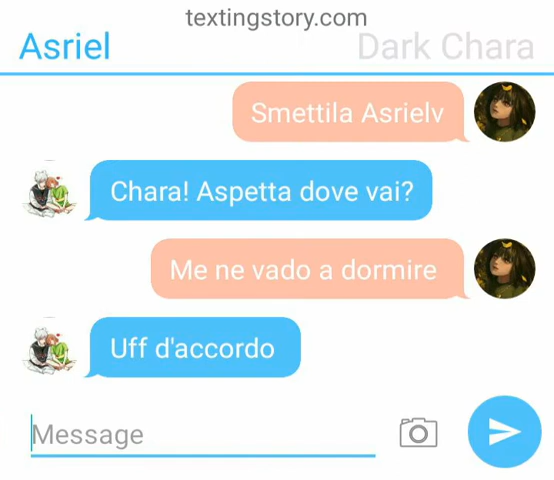 textingstory.com
Asriel
Dark Chara
Smettila Asrielv
Chara! Aspetta dove vai?
Me ne vado a dormire
Uff d'accordo
Message